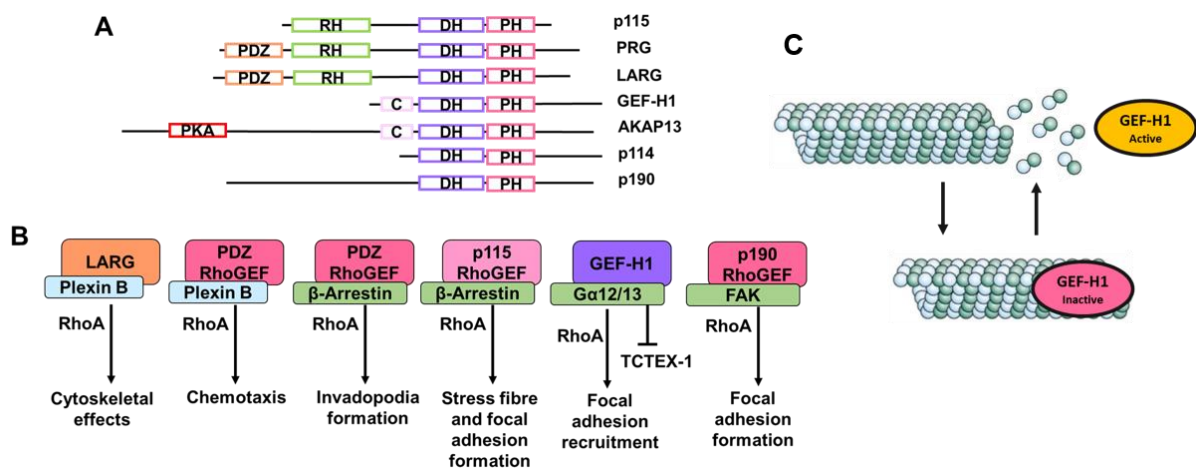 A
RH DH PH p115
PDZ RH DH PH PRG
PDZ RH DH PH LARG
C DH PH GEF-H1
PKA C DH PH AKAP13
DH PH p114
DH PH p190
B
LARG
Plexin B
RhoA
Cytoskeletal
effects
PDZ
RhoGEF
Plexin B
RhoA
Chemotaxis
PDZ
RhoGEF
β-Arrestin
RhoA
Invadopodia
formation
p115
RhoGEF
β-Arrestin
RhoA
Stress fibre
and focal
adhesion
formation
GEF-H1
Gα12/13
RhoA
TCTEX-1
Focal
adhesion
recruitment
p190
RhoGEF
FAK
RhoA
Focal
adhesion
formation
C
GEF-H1
Active
GEF-H1
Inactive